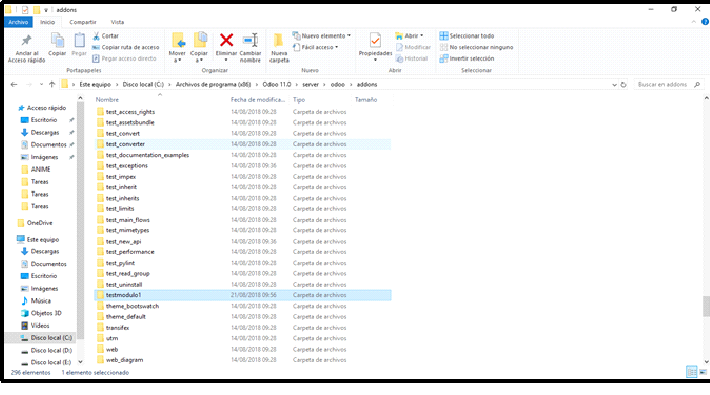 addons
Archivo Inicio Compartir Vista
Anclar al Acceso rápido
Copiar
Pegar
Cortar
Copiar ruta de acceso
Pegar acceso directo
Portapapeles
Mover a
Copiar a
Eliminar
Cambiar nombre
Organizar
Nueva carpeta
Nuevo elemento
Fácil acceso
Nuevo
Propiedades
Abrir
Modificar
Historial
Abrir
Seleccionar todo
No seleccionar ninguno
Invertir selección
Seleccionar
Este equipo > Disco local (C:) > Archivos de programa (x86) > Odoo 11.0 > server > odoo > addons
Buscar en addons
Acceso rápido
Escritorio
Descargas
Documentos
Imágenes
ANIME
Tareas
Tareas
Tareas
OneDrive
Este equipo
Descargas
Documentos
Escritorio
Imágenes
Música
Objetos 3D
Vídeos
Disco local (C:)
Disco local (D:)
Disco local (E:)
Nombre Fecha de modifica... Tipo Tamaño
test_access_rights 14/08/2018 09:28 Carpeta de archivos
test_assetsbundle 14/08/2018 09:28 Carpeta de archivos
test_convert 14/08/2018 09:28 Carpeta de archivos
test_converter 14/08/2018 09:28 Carpeta de archivos
test_documentation_examples 14/08/2018 09:28 Carpeta de archivos
test_exceptions 14/08/2018 09:36 Carpeta de archivos
test_impex 14/08/2018 09:28 Carpeta de archivos
test_inherit 14/08/2018 09:28 Carpeta de archivos
test_inherits 14/08/2018 09:28 Carpeta de archivos
test_limits 14/08/2018 09:28 Carpeta de archivos
test_main_flows 14/08/2018 09:28 Carpeta de archivos
test_mimetypes 14/08/2018 09:28 Carpeta de archivos
test_new_api 14/08/2018 09:36 Carpeta de archivos
test_performance 14/08/2018 09:28 Carpeta de archivos
test_pylint 14/08/2018 09:28 Carpeta de archivos
test_read_group 14/08/2018 09:28 Carpeta de archivos
test_uninstall 14/08/2018 09:28 Carpeta de archivos
testmodulo1 21/08/2018 09:56 Carpeta de archivos
theme_bootswatch 14/08/2018 09:28 Carpeta de archivos
theme_default 14/08/2018 09:28 Carpeta de archivos
transifex 14/08/2018 09:28 Carpeta de archivos
utm 14/08/2018 09:28 Carpeta de archivos
web 14/08/2018 09:28 Carpeta de archivos
web_diagram 14/08/2018 09:28 Carpeta de archivos
296 elementos 1 elemento seleccionado